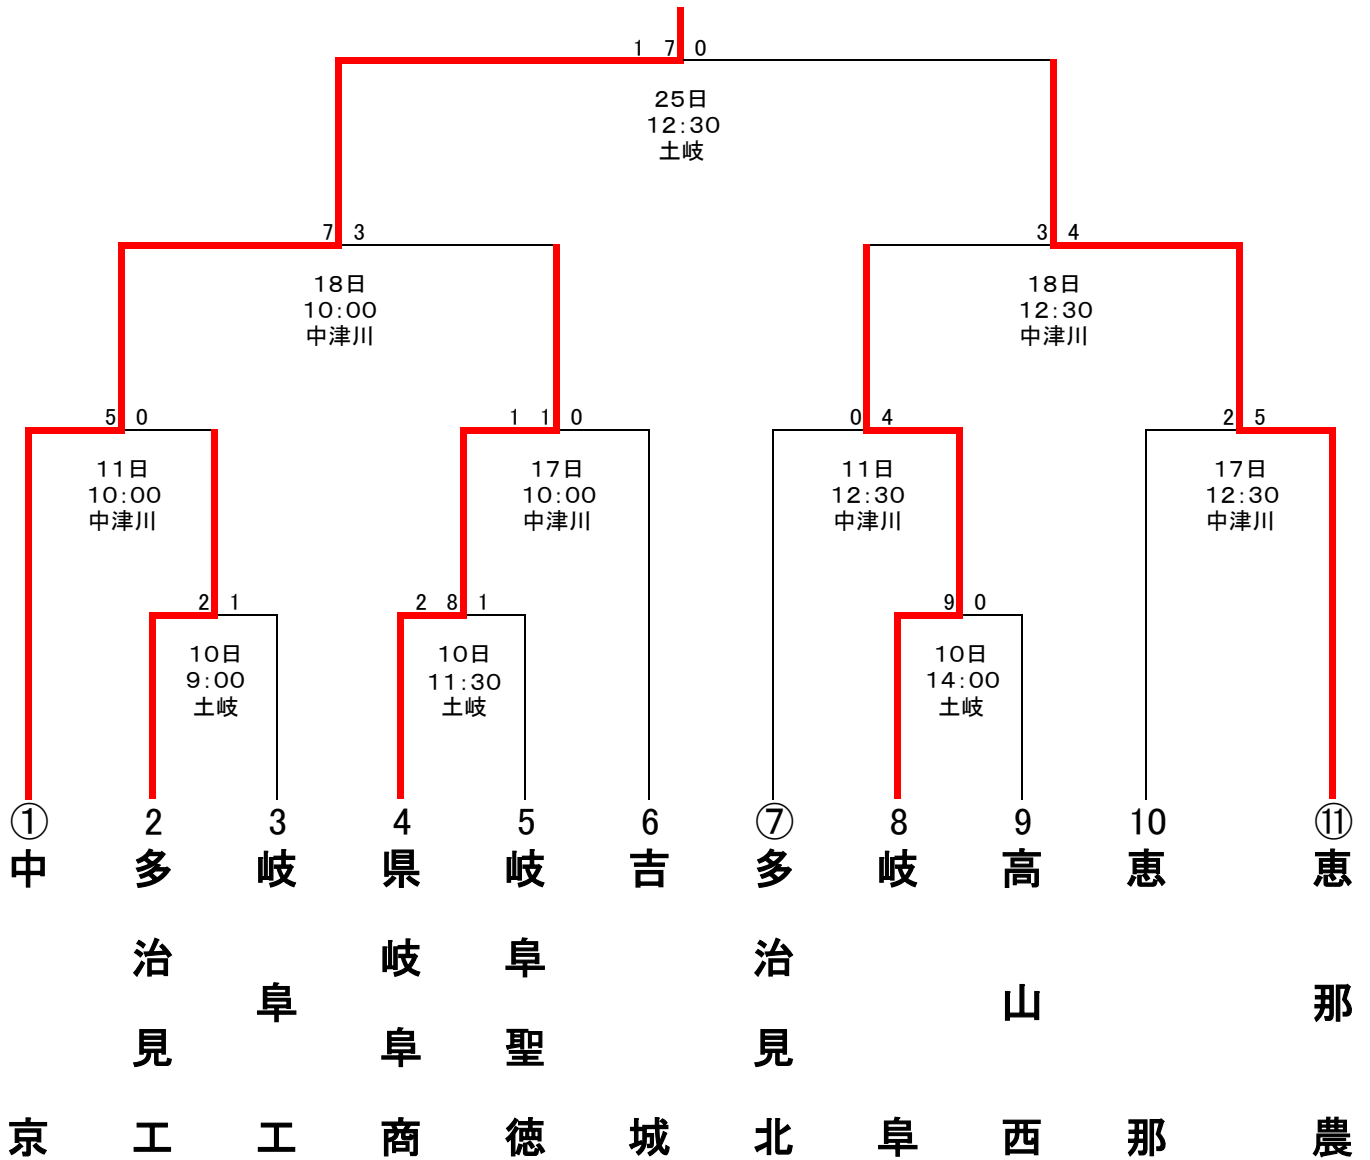 1 7 0
25日
12:30
土岐
7 3
18日
10:00
中津川
3 4
18日
12:30
中津川
5 0
11日
10:00
中津川
1 1 0
17日
10:00
中津川
0 4
11日
12:30
中津川
2 5
17日
12:30
中津川
2 1
10日
9:00
土岐
2 8 1
10日
11:30
土岐
9 0
10日
14:00
土岐
①
中京
2
多治見工
3
岐阜工
4
県岐阜商
5
岐阜聖徳
6
吉城
⑦
多治見北
8
岐阜
9
高山西
10
恵那
⑪
恵那農